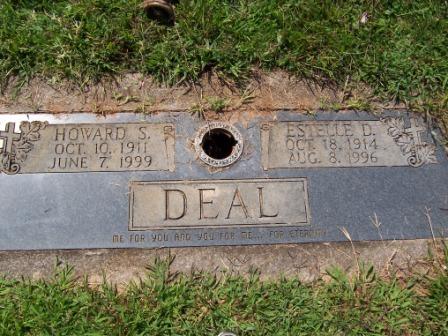 HOWARD S.
OCT. 10, 1911
JUNE 7, 1999
ESTELLE D.
OCT. 18, 1914
AUG. 8, 1996
DEAL
ME FOR YOU AND YOU FOR ME... FOR ETERNITY